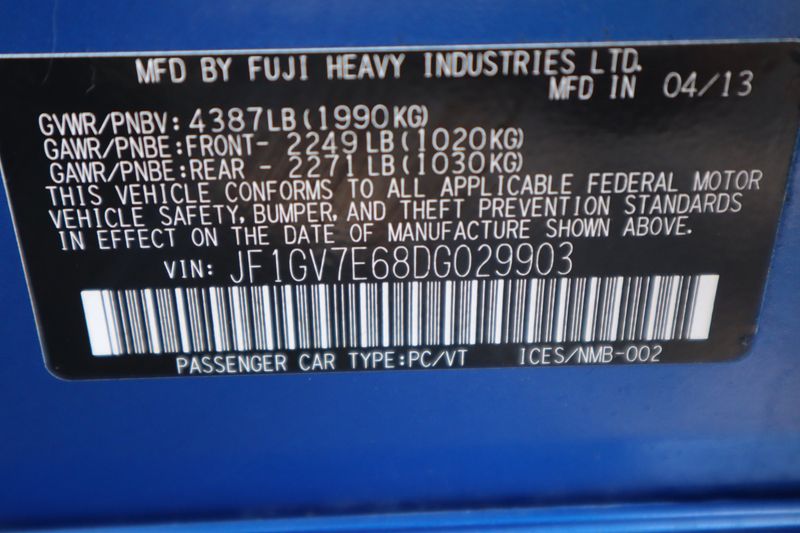 MFD BY FUJI HEAVY INDUSTRIES LTD.
MFD IN 04/13
GVWR/PNBV: 4387LB(1990KG)
GAWR/PNBE:FRONT- 2249LB(1020KG)
GAWR/PNBE:REAR - 2271LB(1030KG)
THIS VEHICLE CONFORMS TO ALL APPLICABLE FEDERAL MOTOR
VEHICLE SAFETY, BUMPER, AND THEFT PREVENTION STANDARDS
IN EFFECT ON THE DATE OF MANUFACTURE SHOWN ABOVE.
VIN: JF1GV7E68DG029903
PASSENGER CAR TYPE:PC/VT ICES/NMB-002